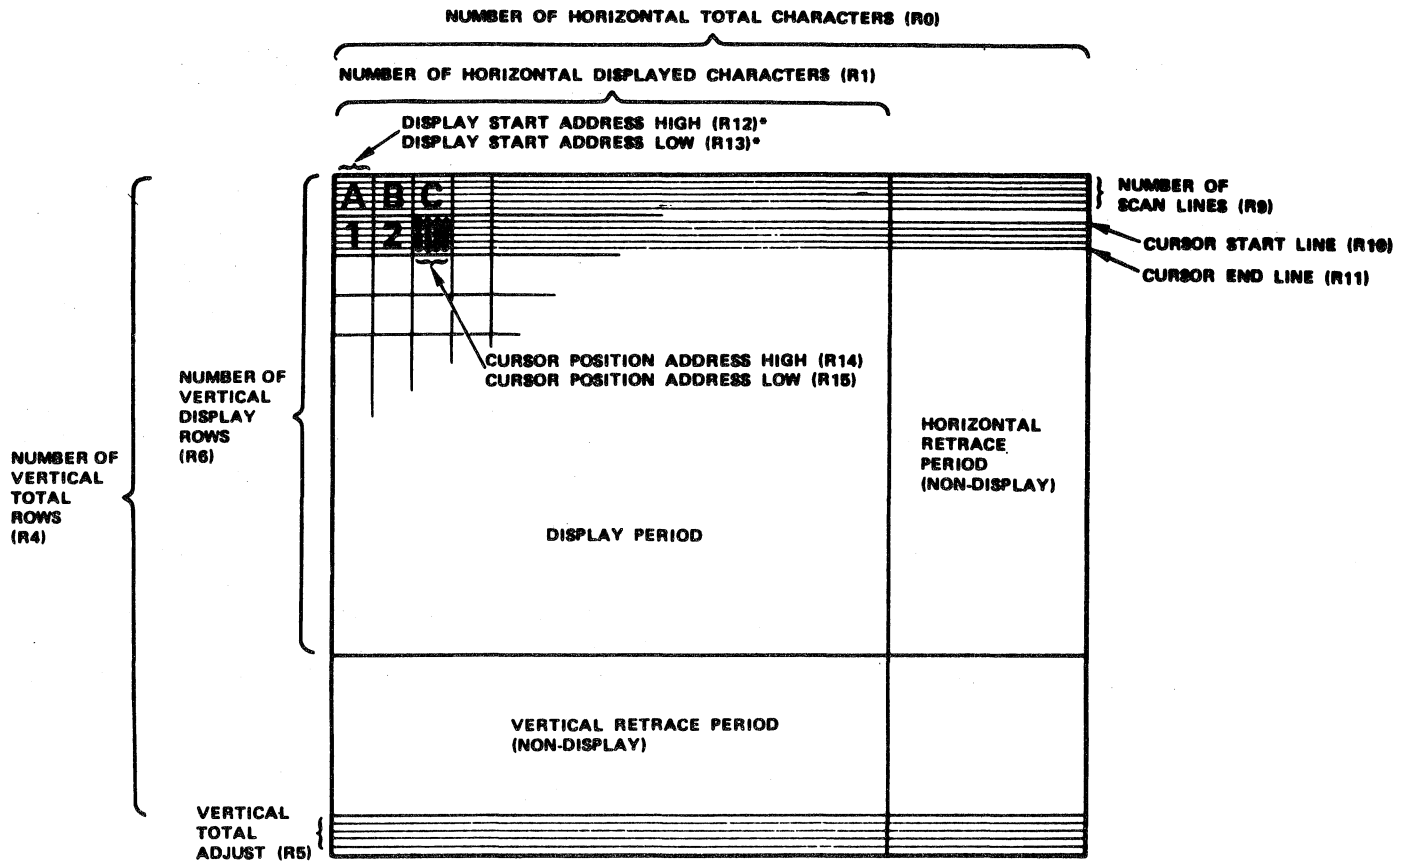 NUMBER OF HORIZONTAL TOTAL CHARACTERS (R0)
NUMBER OF HORIZONTAL DISPLAYED CHARACTERS (R1)
DISPLAY START ADDRESS HIGH (R12)*
DISPLAY START ADDRESS LOW (R13)*
A B C
1 2
NUMBER OF
SCAN LINES (R9)
CURSOR START LINE (R10)
CURSOR END LINE (R11)
CURSOR POSITION ADDRESS HIGH (R14)
CURSOR POSITION ADDRESS LOW (R15)
NUMBER OF
VERTICAL
DISPLAY
ROWS
(R6)
NUMBER OF
VERTICAL
TOTAL
ROWS
(R4)
HORIZONTAL
RETRACE
PERIOD
(NON-DISPLAY)
DISPLAY PERIOD
VERTICAL RETRACE PERIOD
(NON-DISPLAY)
VERTICAL
TOTAL
ADJUST (R5)